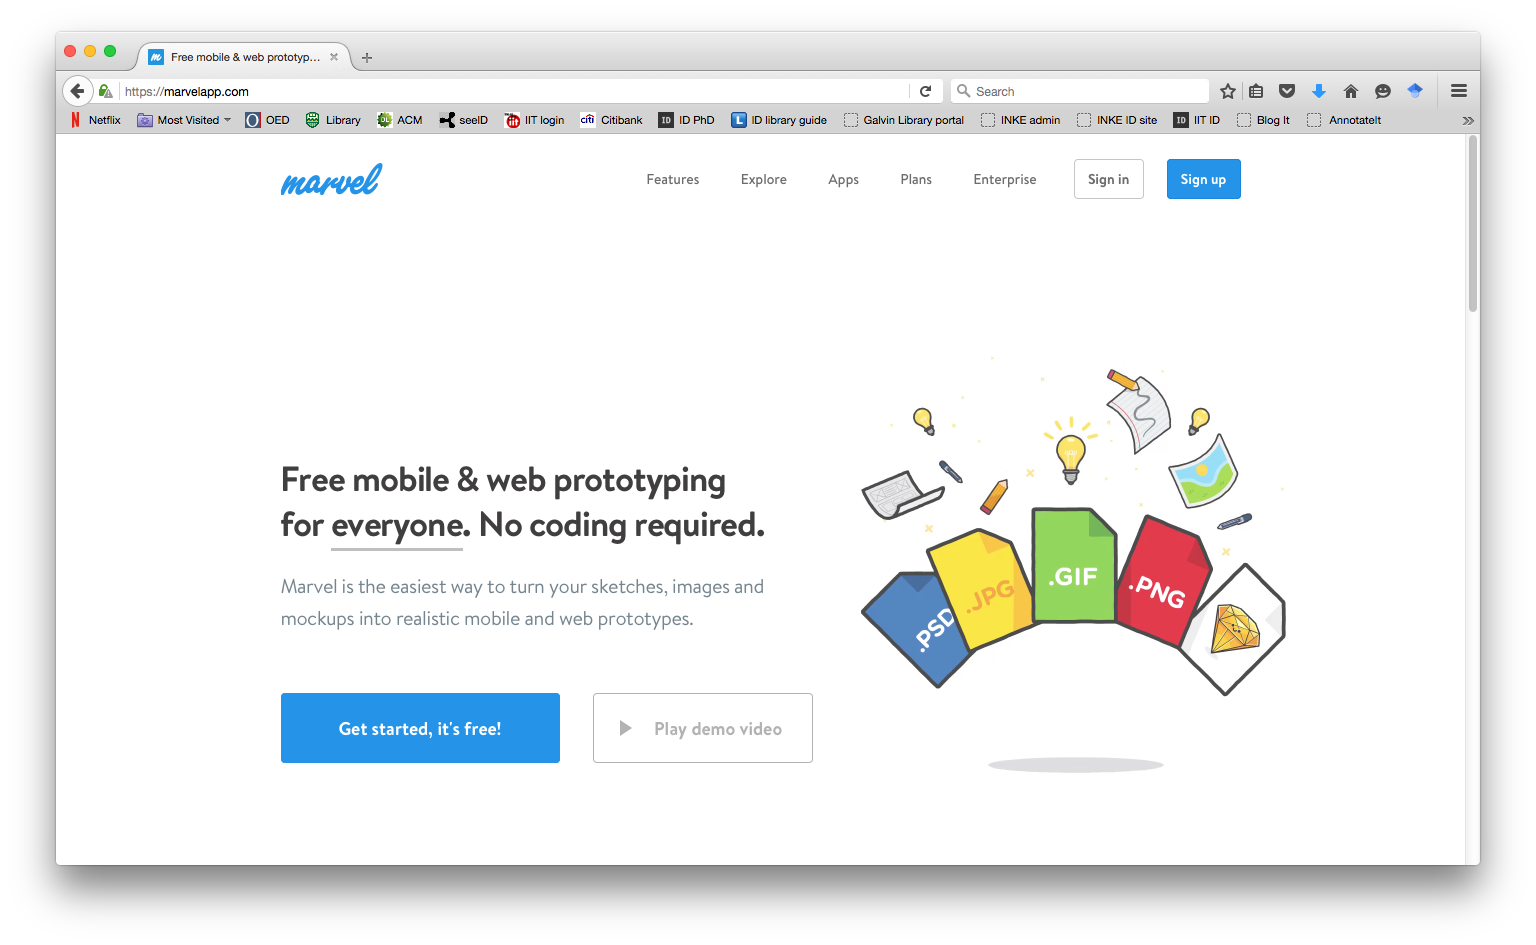 Free mobile & web prototyp...
https://marvelapp.com
Search
Netflix
Most Visited
OED
Library
ACM
seeID
IIT login
Citibank
ID PhD
ID library guide
Galvin Library portal
INKE admin
INKE ID site
IIT ID
Blog It
AnnotateIt
marvel
Features
Explore
Apps
Plans
Enterprise
Sign in
Sign up
Free mobile & web prototyping
for everyone. No coding required.
Marvel is the easiest way to turn your sketches, images and
mockups into realistic mobile and web prototypes.
Get started, it's free!
Play demo video
.PSD
.JPG
.GIF
.PNG